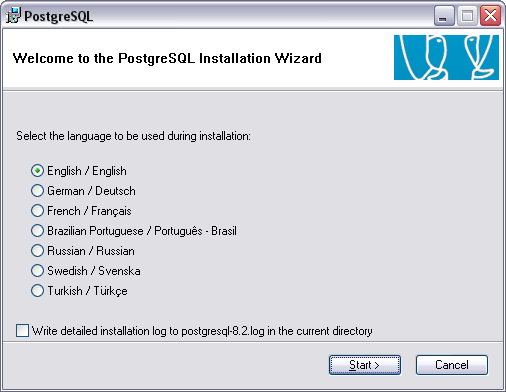 PostgreSQL
Welcome to the PostgreSQL Installation Wizard
Select the language to be used during installation:
English / English
German / Deutsch
French / Français
Brazilian Portuguese / Português - Brasil
Russian / Russian
Swedish / Svenska
Turkish / Türkçe
Write detailed installation log to postgresql-8.2.log in the current directory
Start >
Cancel